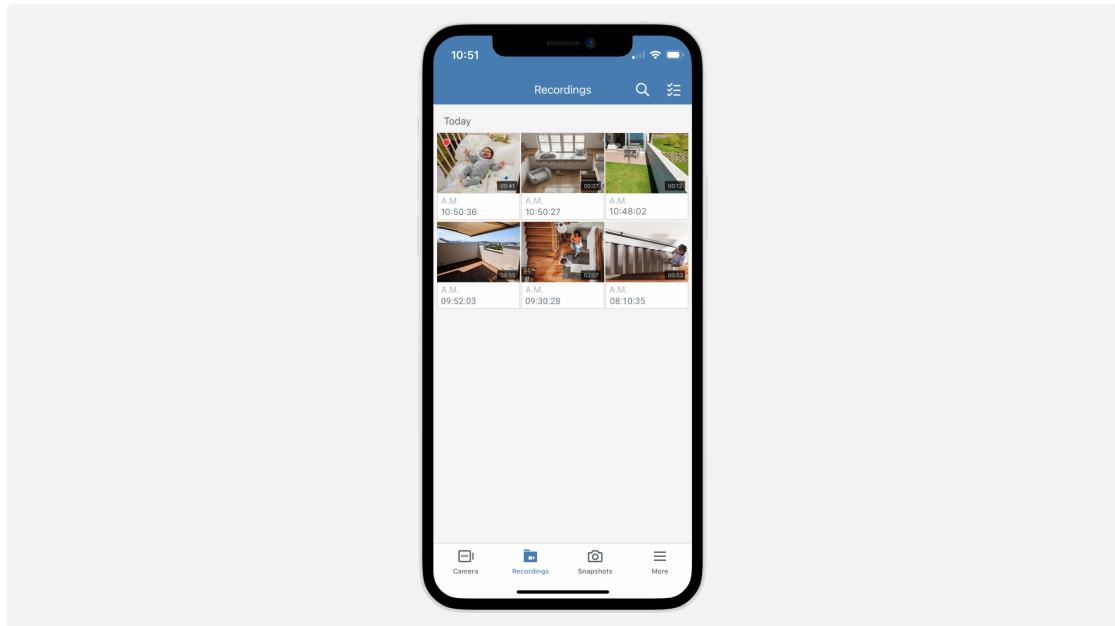 10:51
Recordings
Today
00:41
00:07
00:12
A.M.
10:50:36
A.M.
10:50:27
A.M.
10:48:02
09:55
02:07
00:53
A.M.
09:52:03
A.M.
09:30:28
A.M.
08:10:35
Camera
Recordings
Snapshots
More